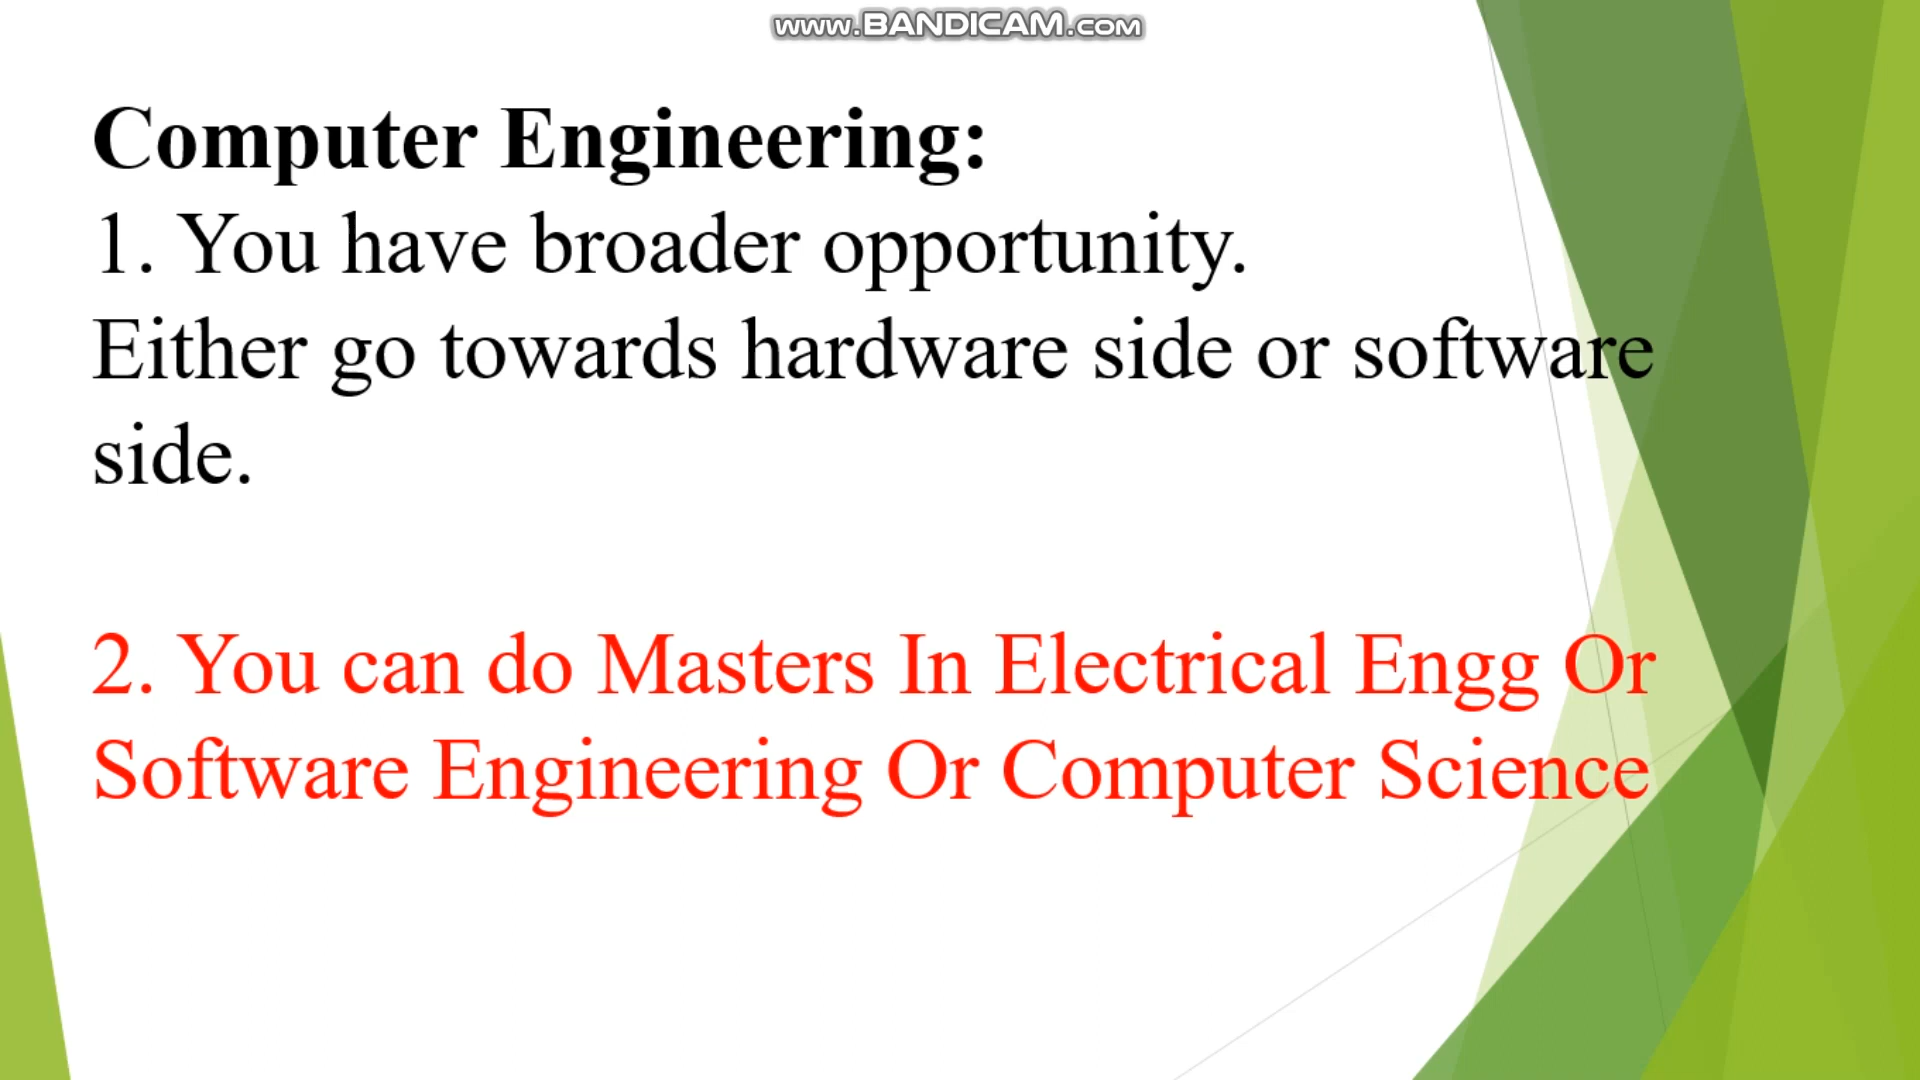 www.BANDICAM.com
Computer Engineering:
1. You have broader opportunity.
Either go towards hardware side or software
side.
2. You can do Masters In Electrical Engg Or
Software Engineering Or Computer Science